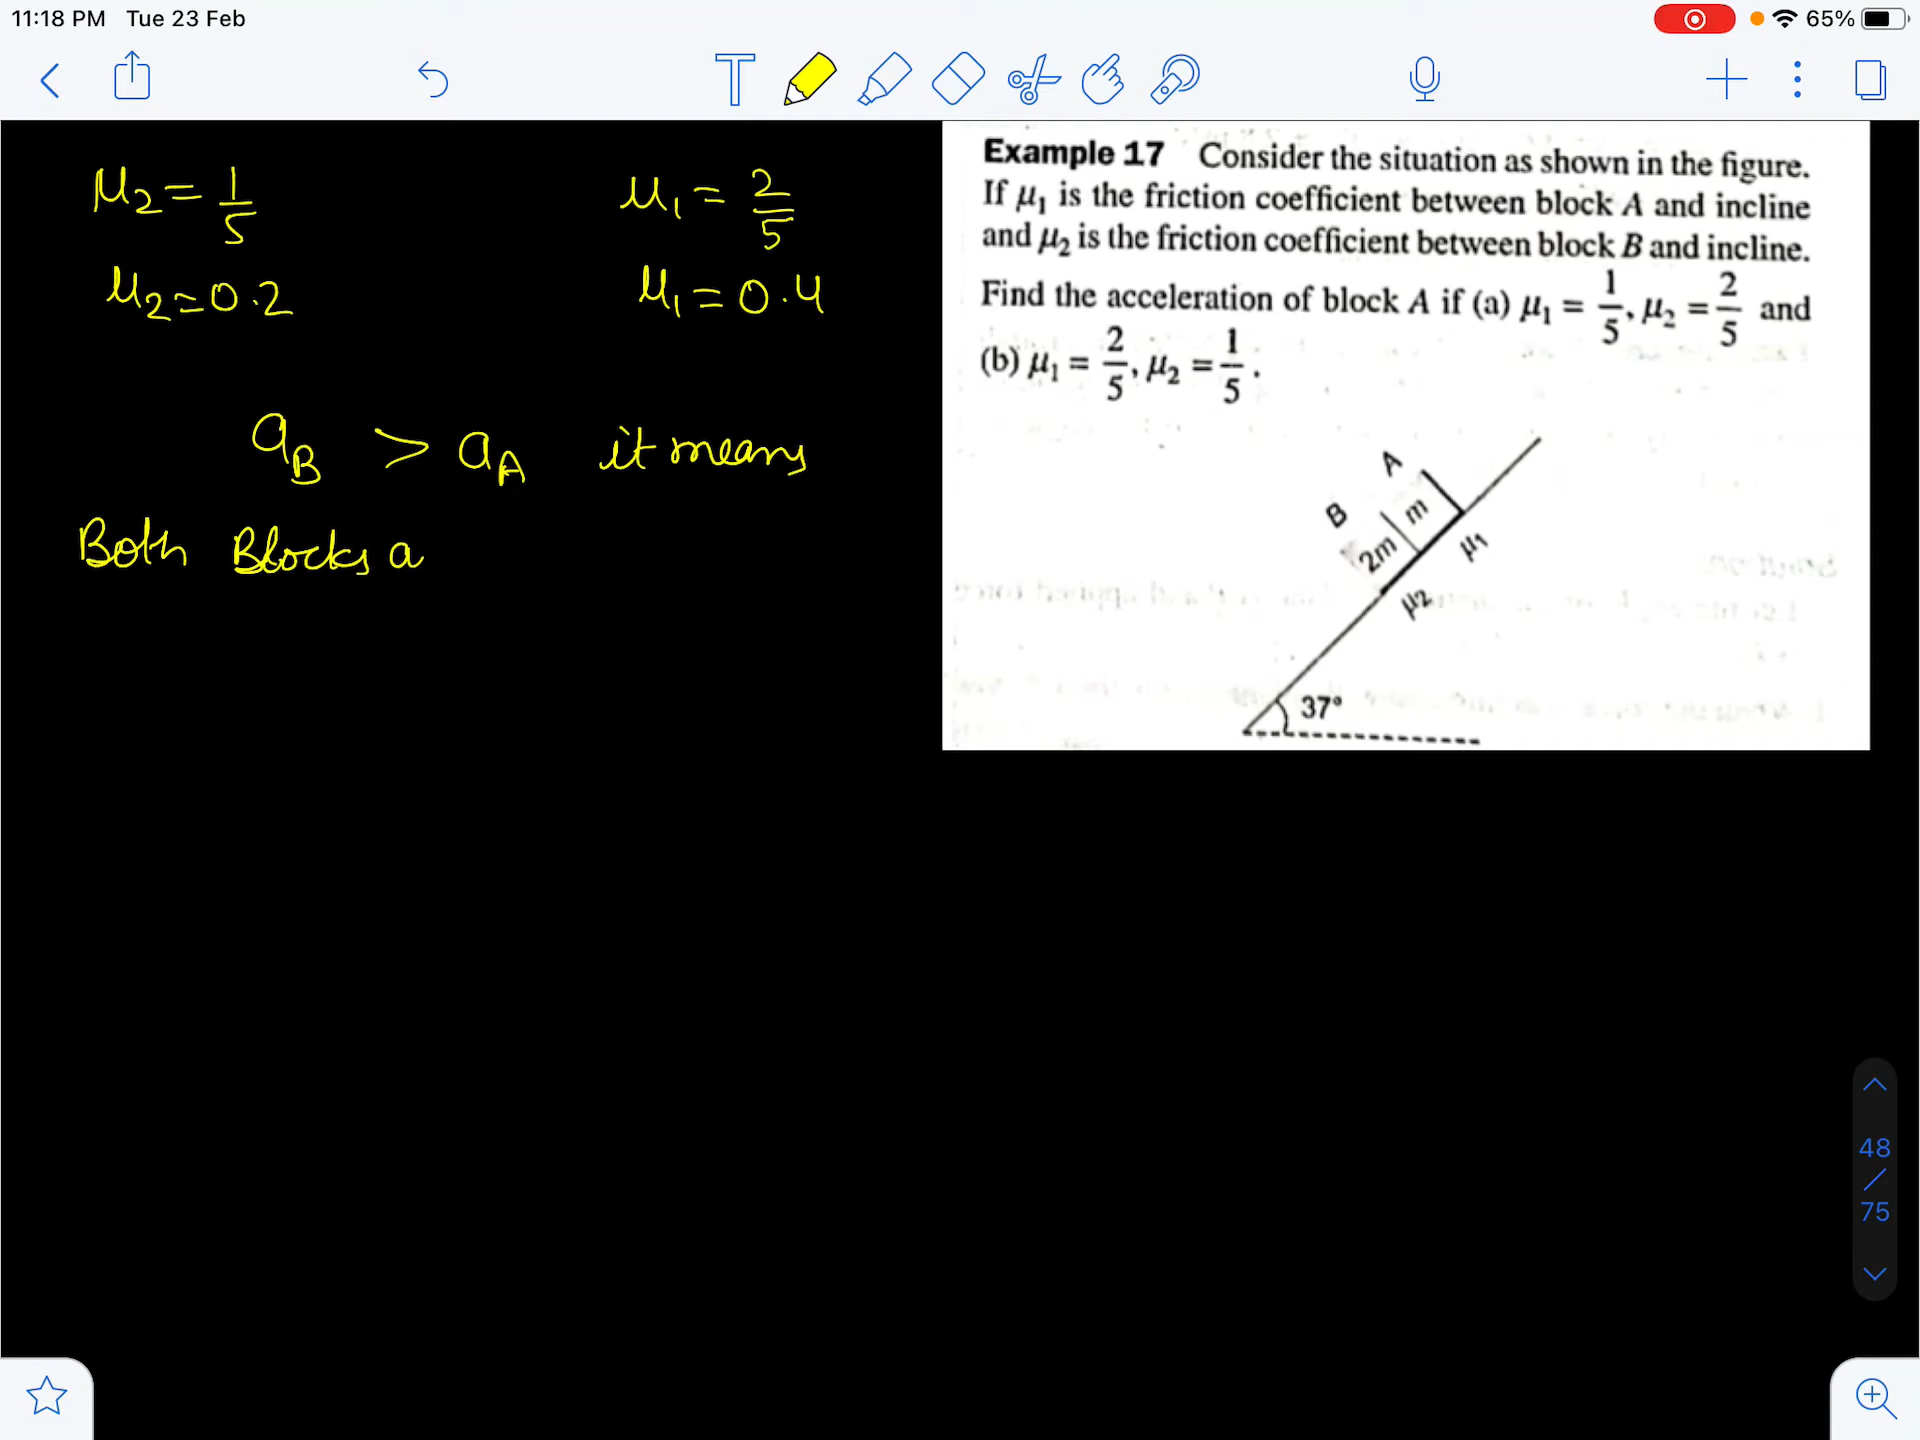 11:18 PM Tue 23 Feb
65%
T
μ2 = 1/5
μ1 = 2/5
μ2 = 0.2
μ1 = 0.4
aB > aA it means
Both Blocks a
Example 17 Consider the situation as shown in the figure.
If μ1 is the friction coefficient between block A and incline
and μ2 is the friction coefficient between block B and incline.
Find the acceleration of block A if (a) μ1 = 1/5, μ2 = 2/5 and
(b) μ1 = 2/5, μ2 = 1/5.
A
B
m
2m
μ1
μ2
37°
48
/
75